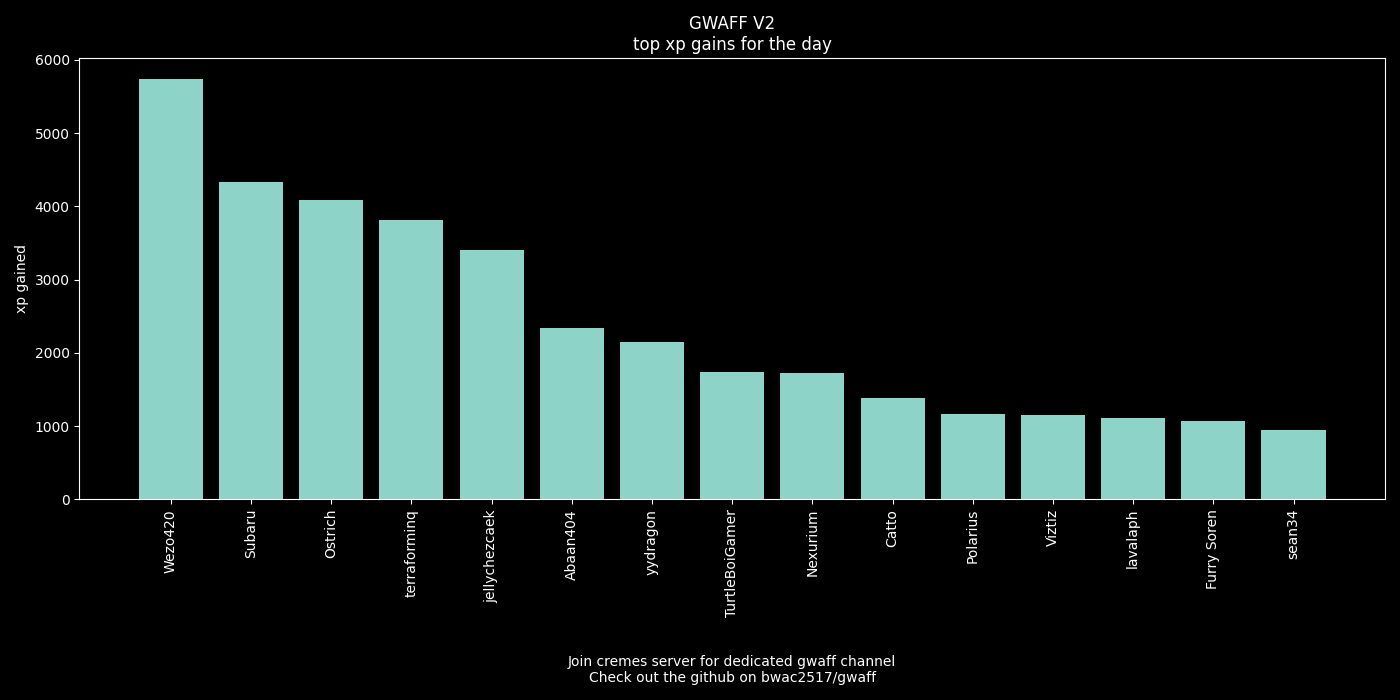 GWAFF V2
top xp gains for the day
6000
5000
4000
3000
2000
1000
0
xp gained
Wezo420
Subaru
Ostrich
terraforminq
jellychezcaek
Abaan404
yydragon
TurtleBoiGamer
Nexurium
Catto
Polarius
Viztiz
lavalaph
Furry Soren
sean34
Join cremes server for dedicated gwaff channel
Check out the github on bwac2517/gwaff